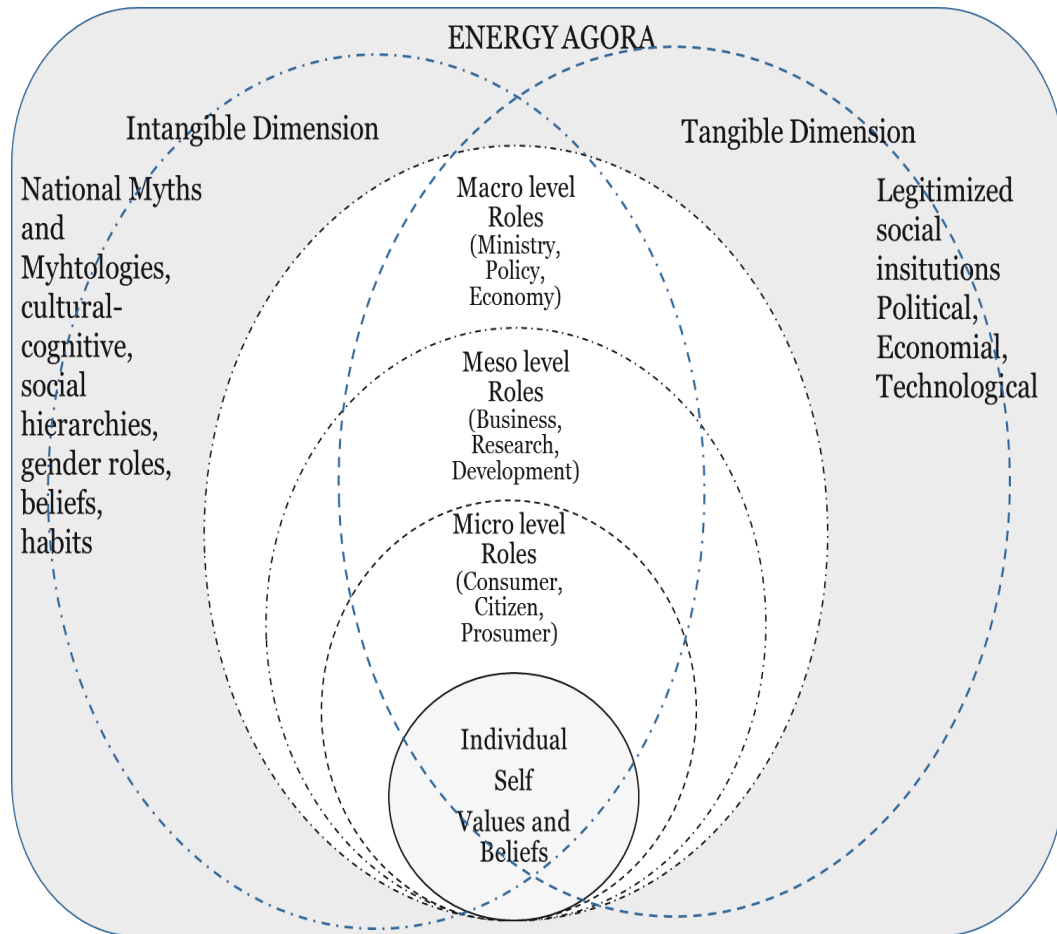 ENERGY AGORA
Intangible Dimension
Tangible Dimension
National Myths
and
Myhtologies,
cultural-
cognitive,
social
hierarchies,
gender roles,
beliefs,
habits
Macro level
Roles
(Ministry,
Policy,
Economy)
Meso level
Roles
(Business,
Research,
Development)
Micro level
Roles
(Consumer,
Citizen,
Prosumer)
Individual
Self
Values and
Beliefs
Legitimized
social
insitutions
Political,
Economial,
Technological